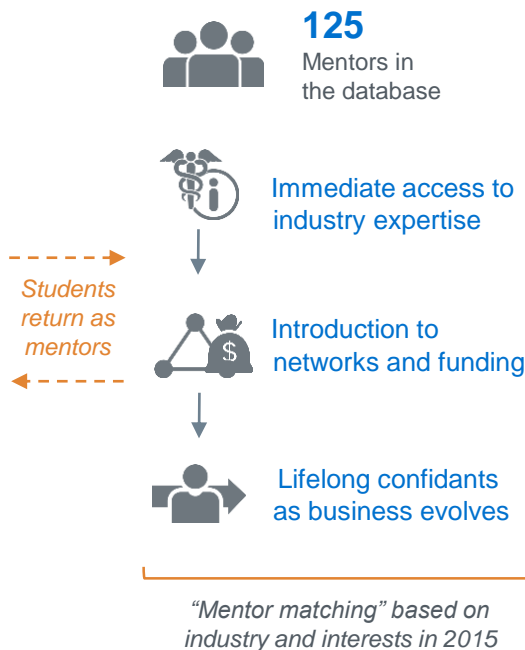 125
Mentors in
the database
Immediate access to
industry expertise
Students
return as
mentors
$
Introduction to
networks and funding
Lifelong confidants
as business evolves
“Mentor matching” based on
industry and interests in 2015